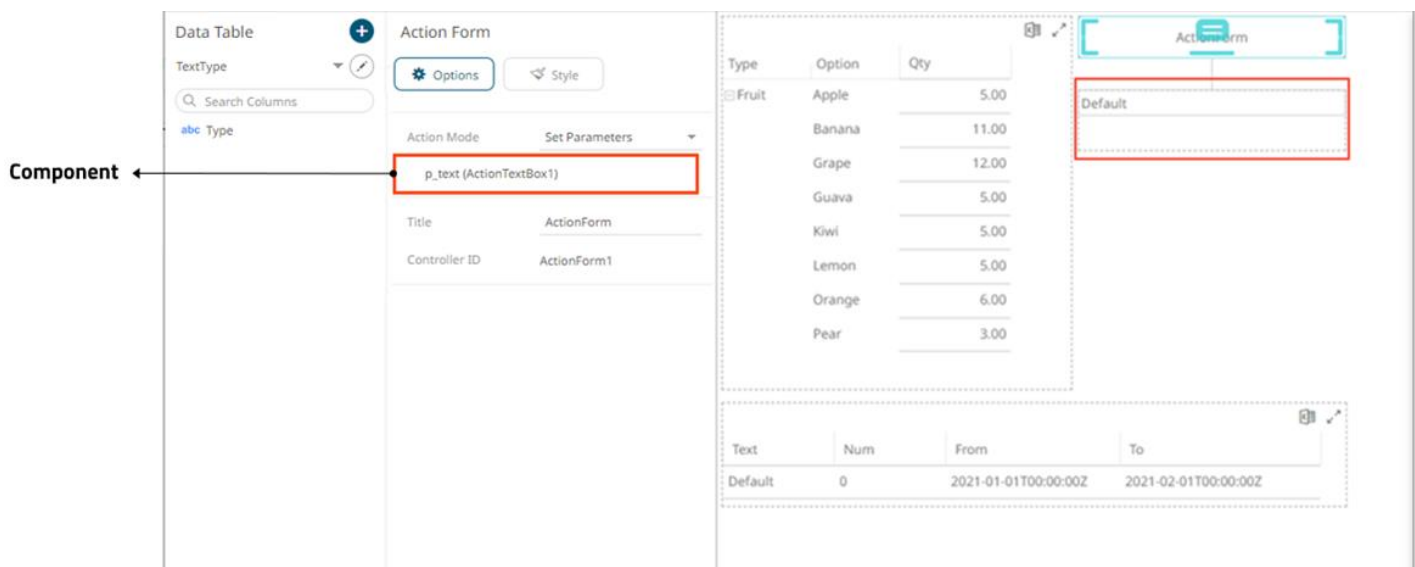 Component
Data Table
TextType
Search Columns
abc Type
Action Form
Options
Style
Action Mode Set Parameters
p_text (ActionTextBox1)
Title ActionForm
Controller ID ActionForm1
Type Option Qty
Fruit Apple 5.00
Banana 11.00
Grape 12.00
Guava 5.00
Kiwi 5.00
Lemon 5.00
Orange 6.00
Pear 3.00
ActionForm
Default
Text Num From To
Default 0 2021-01-01T00:00:00Z 2021-02-01T00:00:00Z